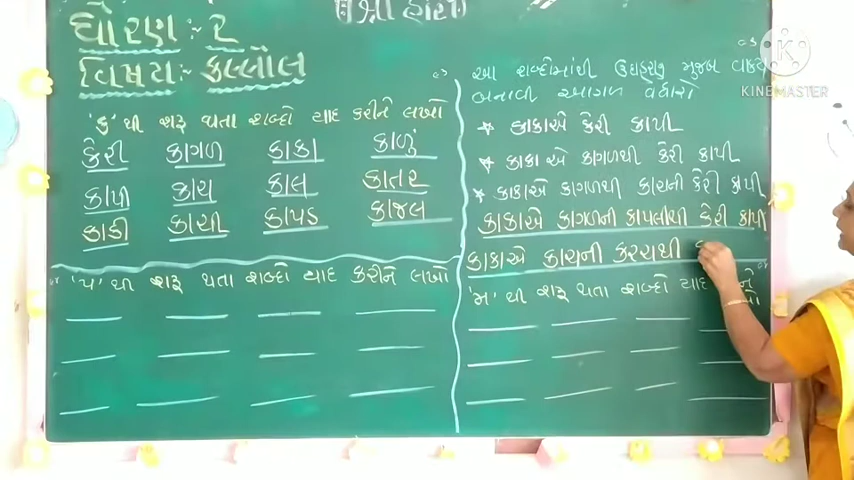 ધોરણ :- ર
વિષય :- કલ્લોલ
'ક' થી શરૂ થતા શબ્દો યાદ કરીને લખો
કેરી કાગળ કાકા કાળું
કાપી કાચ કાલ કાતર
કાકી કાચી કાપડ કાજલ
'પ' થી શરૂ થતા શબ્દો યાદ કરીને લખો
આ શબ્દોમાંથી ઉદાહરણ મુજબ વાક્ય
બનાવી આગળ વધારો
કાકાએ કેરી કાપી
કાકા એ કાગળથી કેરી કાપી
કાકાએ કાગળથી કાચની કેરી કાપી
કાકાએ કાગળની કાપલીથી કેરી કાપી
કાકાએ કાચની કરચથી
'મ' થી શરૂ થતા શબ્દો યાદ
KINEMASTER